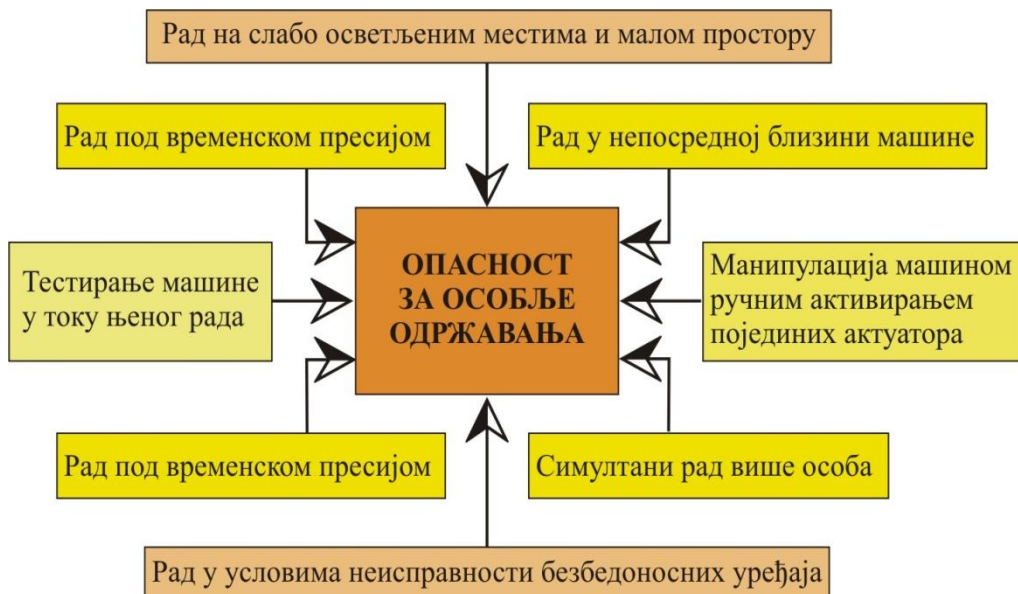 Рад на слабо осветљеним местима и малом простору
Рад под временском пресијом
Рад у непосредној близини машине
Тестирање машине
у току њеног рада
ОПАСНОСТ
ЗА ОСОБЉЕ
ОДРЖАВАЊА
Манипулација машином
ручним активирањем
појединих актуатора
Рад под временском пресијом
Симултани рад више особа
Рад у условима неисправности безбедоносних уређаја